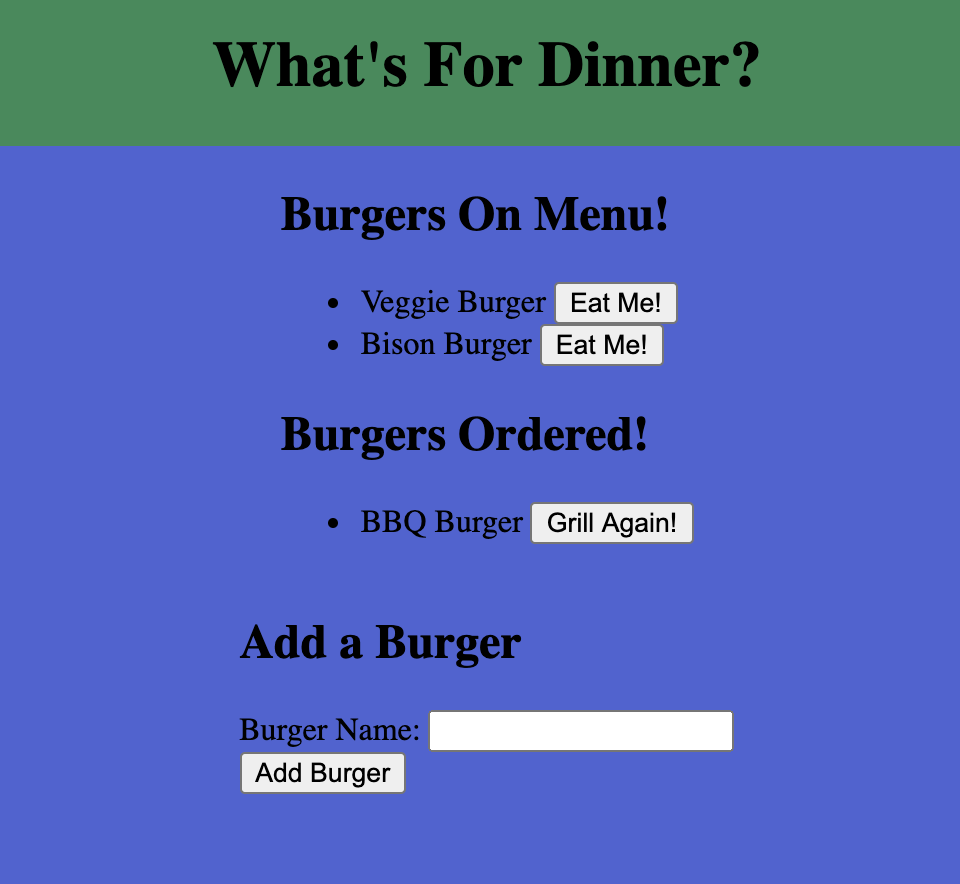 What's For Dinner?
Burgers On Menu!
Veggie Burger Eat Me!
Bison Burger Eat Me!
Burgers Ordered!
BBQ Burger Grill Again!
Add a Burger
Burger Name:
Add Burger